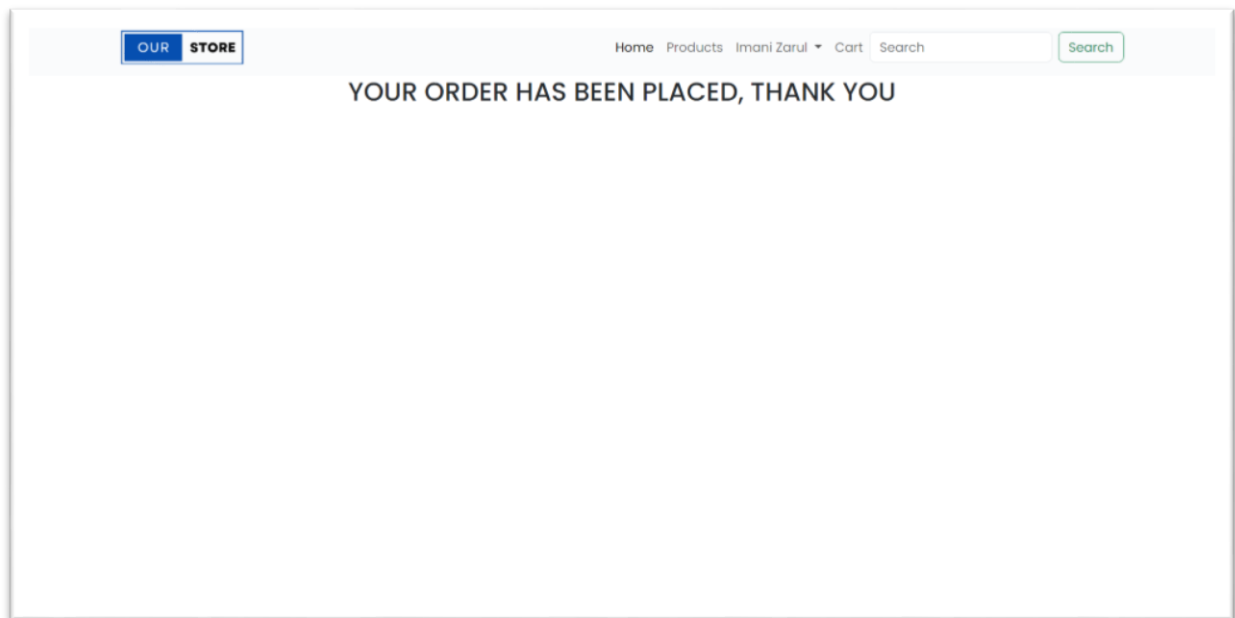 OUR STORE Home Products Imani Zarul Cart Search Search
YOUR ORDER HAS BEEN PLACED, THANK YOU